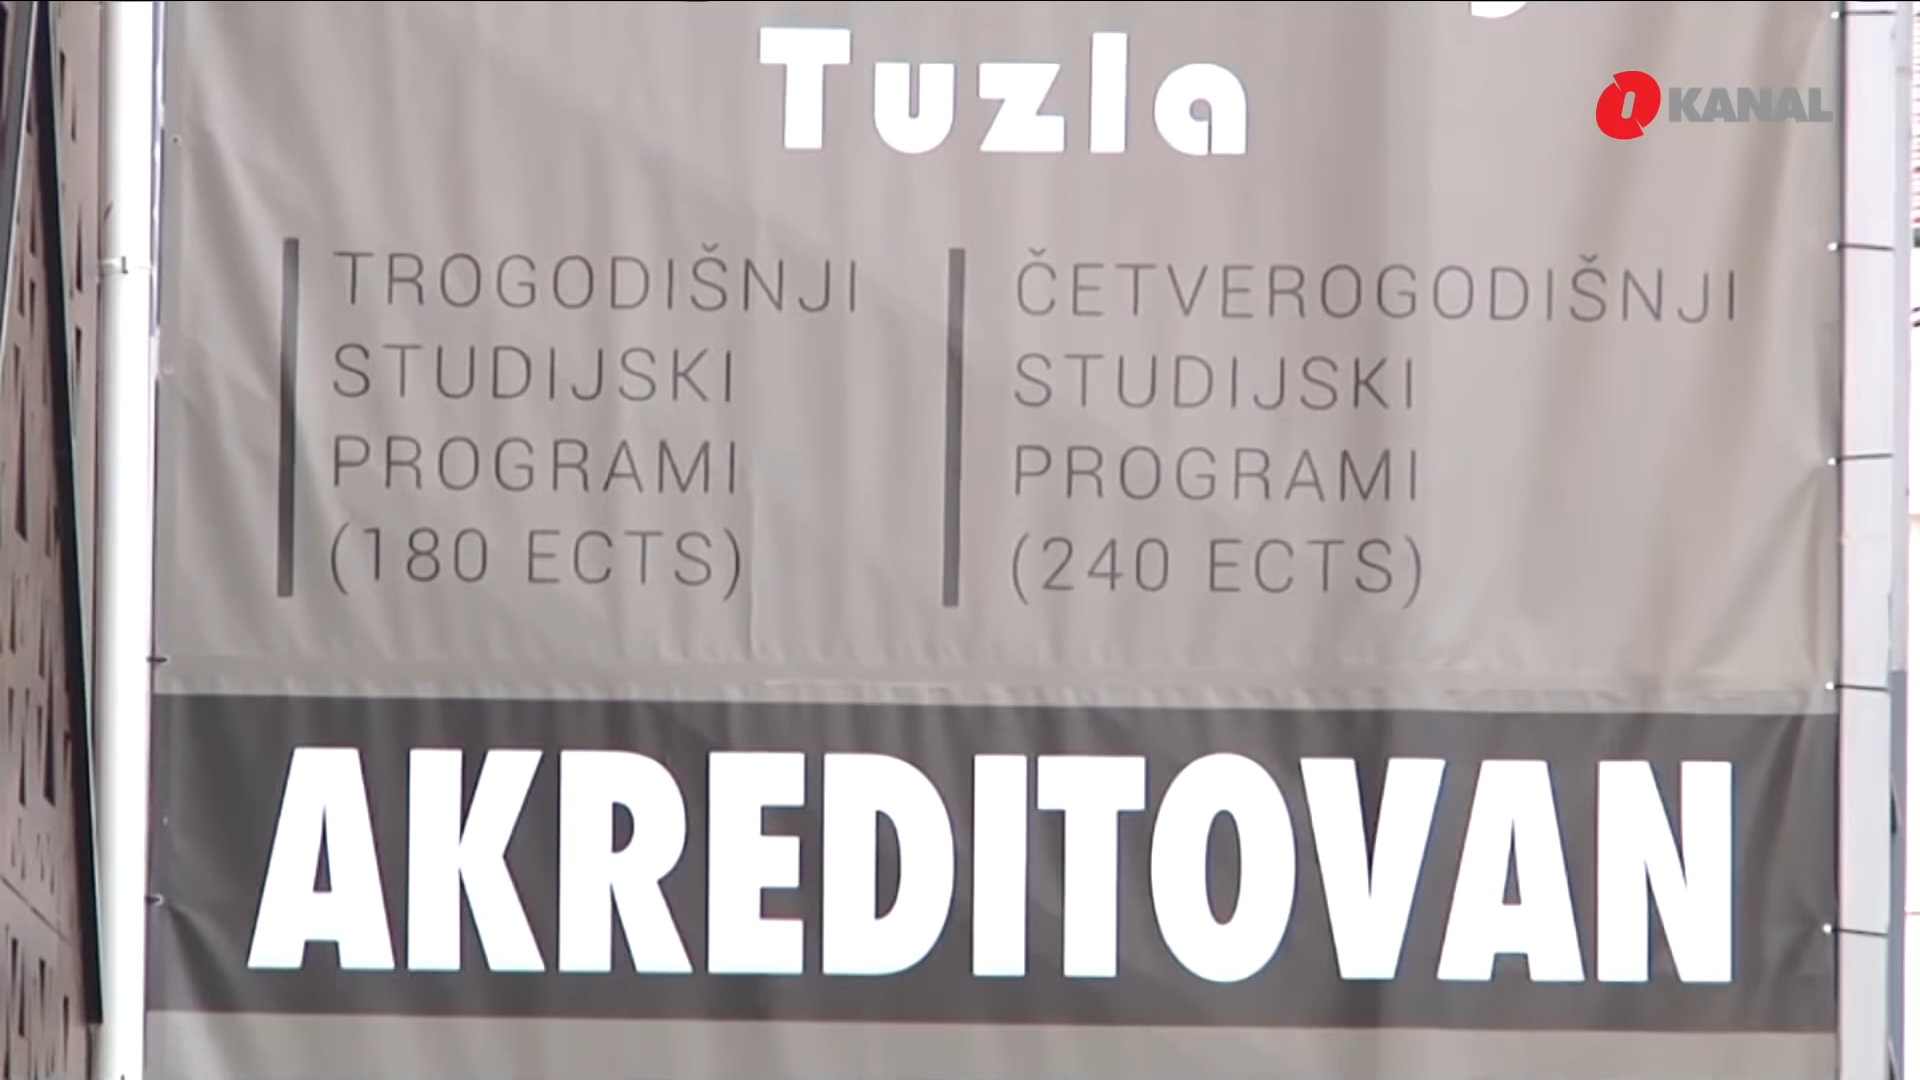 Tuzla
O KANAL
TROGODIŠNJI
STUDIJSKI
PROGRAMI
(180 ECTS)
ČETVEROGODIŠNJI
STUDIJSKI
PROGRAMI
(240 ECTS)
AKREDITOVAN